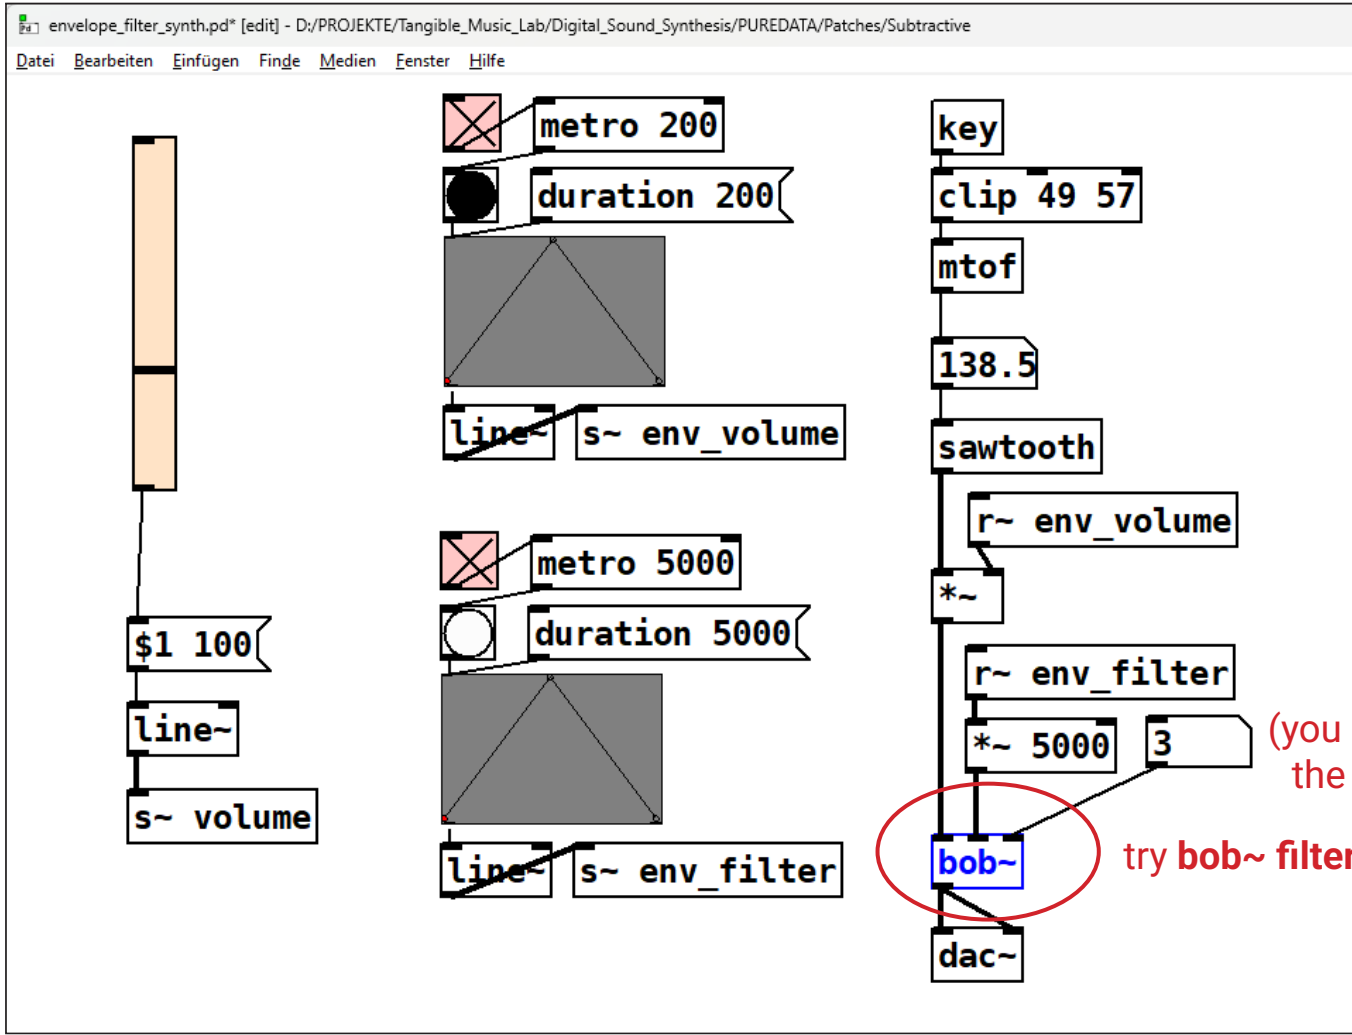 envelope_filter_synth.pd* [edit] - D:/PROJEKTE/Tangible_Music_Lab/Digital_Sound_Synthesis/PUREDATA/Patches/Subtractive
Datei Bearbeiten Einfügen Finde Medien Fenster Hilfe
$1 100
line~
s~ volume
metro 200
duration 200
line~
s~ env_volume
metro 5000
duration 5000
line~
s~ env_filter
key
clip 49 57
mtof
138.5
sawtooth
r~ env_volume
*~
r~ env_filter
*~ 5000
3
bob~
dac~
(you
the
try bob~ filter